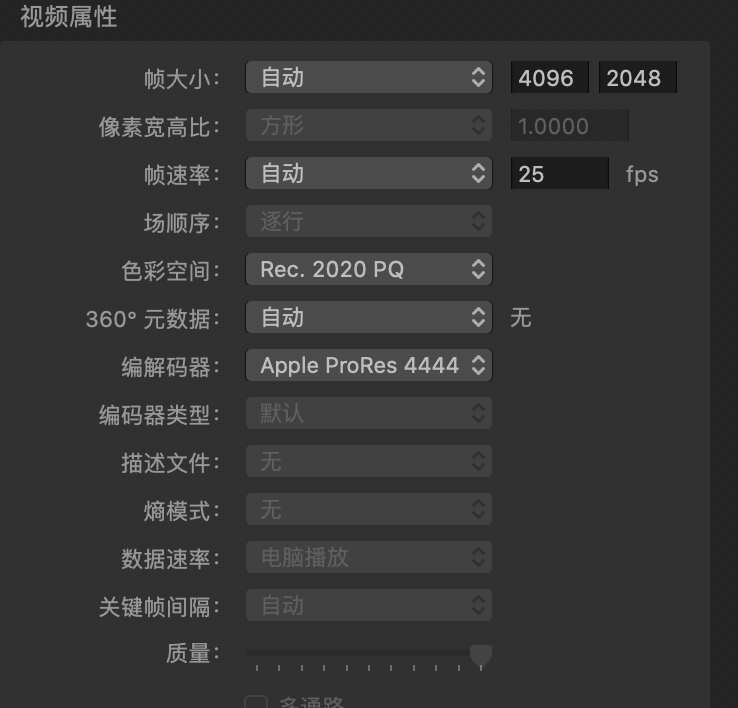 视频属性
帧大小： 自动 4096 2048
像素宽高比： 方形 1.0000
帧速率： 自动 25 fps
场顺序： 逐行
色彩空间： Rec. 2020 PQ
360° 元数据： 自动 无
编解码器： Apple ProRes 4444
编码器类型： 默认
描述文件： 无
熵模式： 无
数据速率： 电脑播放
关键帧间隔： 自动
质量：
多通路